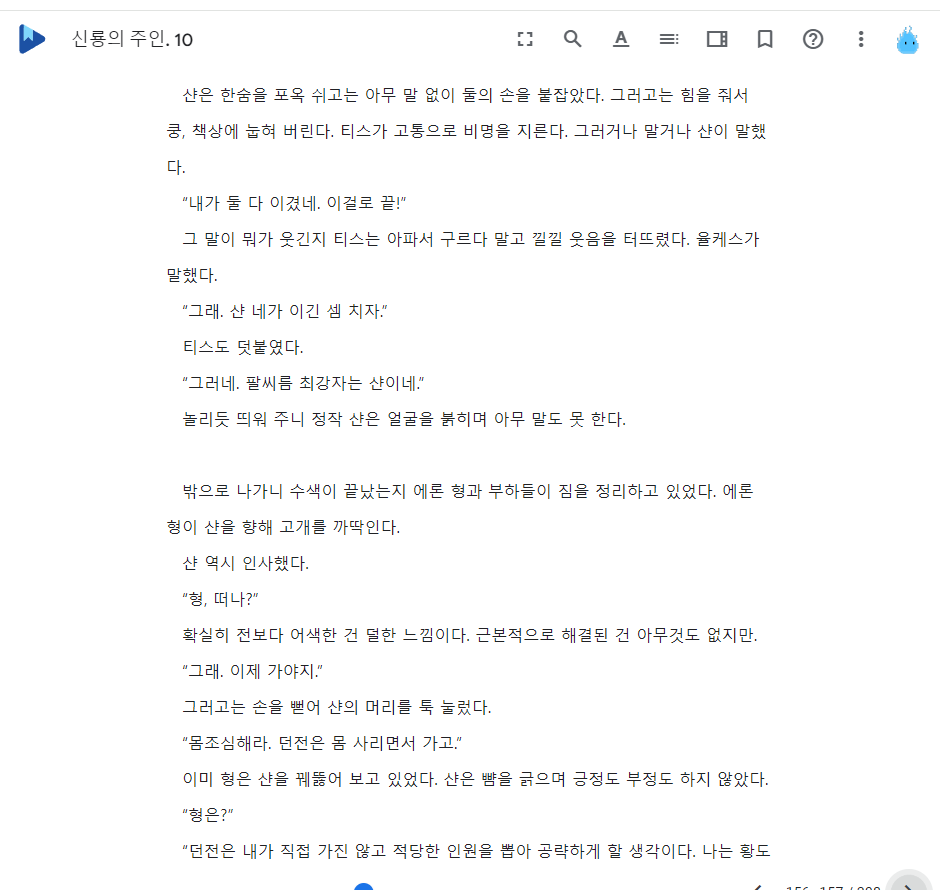 신룡의 주인. 10
샨은 한숨을 포옥 쉬고는 아무 말 없이 둘의 손을 붙잡았다. 그러고는 힘을 줘서
쿵, 책상에 눕혀 버린다. 티스가 고통으로 비명을 지른다. 그러거나 말거나 샨이 말했
다.
“내가 둘 다 이겼네. 이걸로 끝!”
그 말이 뭐가 웃긴지 티스는 아파서 구르다 말고 낄낄 웃음을 터뜨렸다. 율케스가
말했다.
“그래. 샨 네가 이긴 셈 치자.”
티스도 덧붙였다.
“그러네. 팔씨름 최강자는 샨이네.”
놀리듯 띄워 주니 정작 샨은 얼굴을 붉히며 아무 말도 못 한다.
밖으로 나가니 수색이 끝났는지 에론 형과 부하들이 짐을 정리하고 있었다. 에론
형이 샨을 향해 고개를 까딱인다.
샨 역시 인사했다.
“형, 떠나?”
확실히 전보다 어색한 건 덜한 느낌이다. 근본적으로 해결된 건 아무것도 없지만.
“그래. 이제 가야지.”
그러고는 손을 뻗어 샨의 머리를 툭 눌렀다.
“몸조심해라. 던전은 몸 사리면서 가고.”
이미 형은 샨을 꿰뚫어 보고 있었다. 샨은 뺨을 긁으며 긍정도 부정도 하지 않았다.
“형은?”
“던전은 내가 직접 가진 않고 적당한 인원을 뽑아 공략하게 할 생각이다. 나는 황도